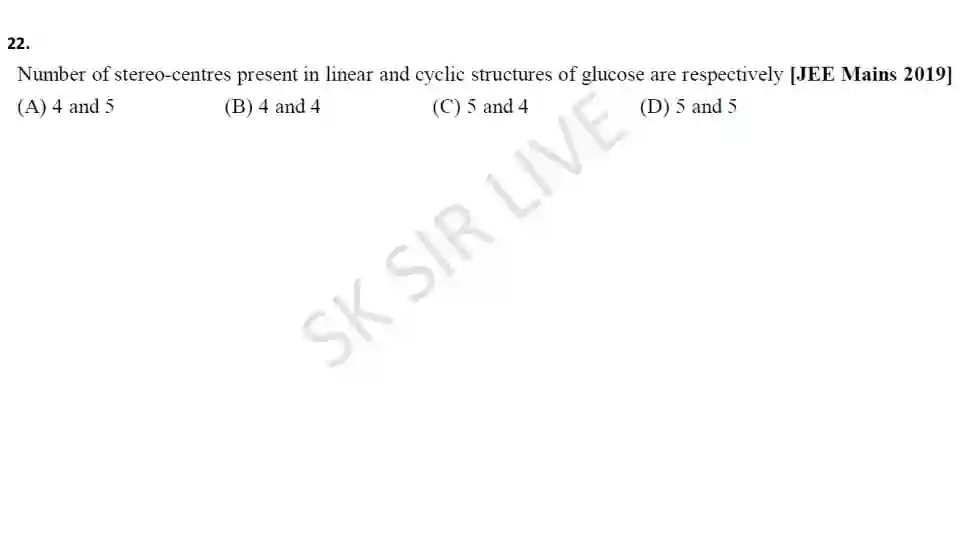 22.
Number of stereo-centres present in linear and cyclic structures of glucose are respectively [JEE Mains 2019]
(A) 4 and 5 (B) 4 and 4 (C) 5 and 4 (D) 5 and 5
SK SIR LIVE